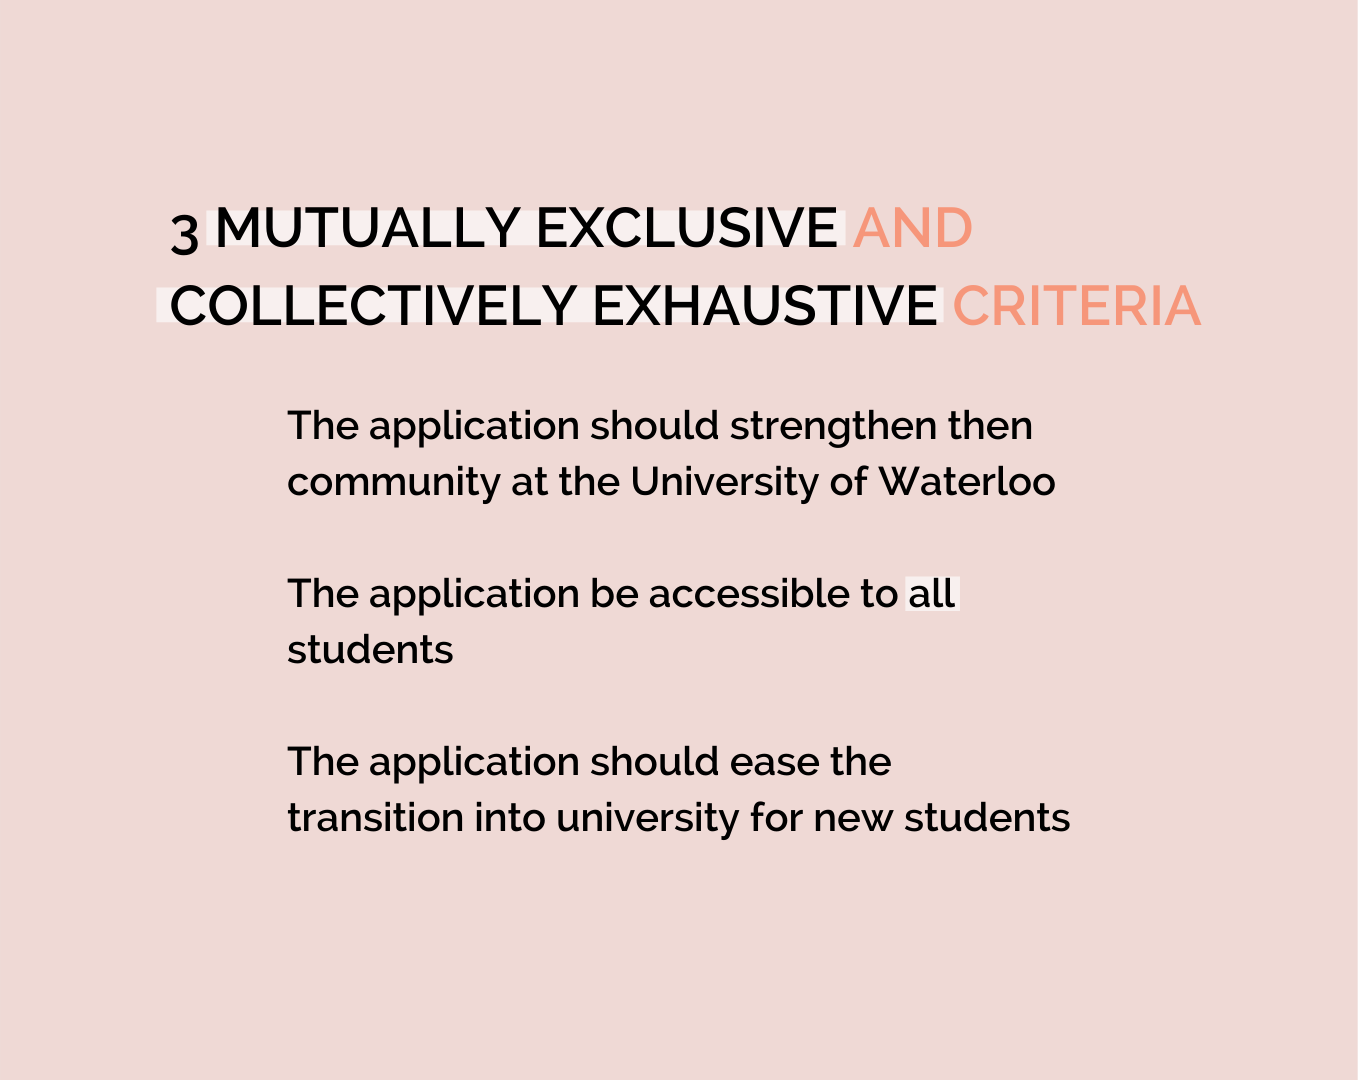 3 MUTUALLY EXCLUSIVE AND
COLLECTIVELY EXHAUSTIVE CRITERIA
The application should strengthen then
community at the University of Waterloo
The application be accessible to all
students
The application should ease the
transition into university for new students